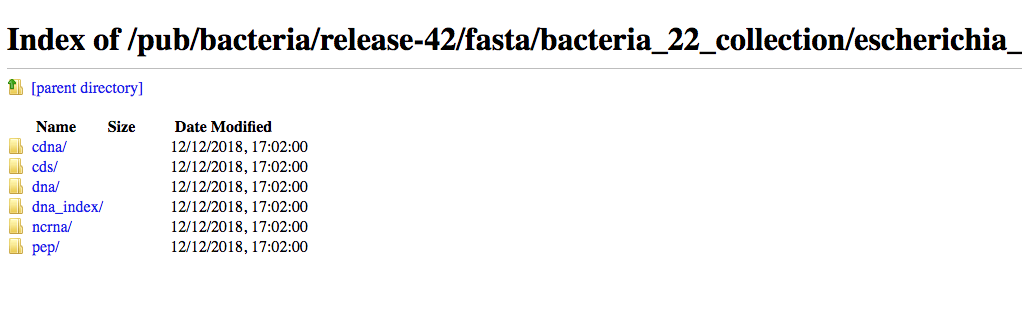 Index of /pub/bacteria/release-42/fasta/bacteria_22_collection/escherichia_
[parent directory]
Name Size Date Modified
cdna/ 12/12/2018, 17:02:00
cds/ 12/12/2018, 17:02:00
dna/ 12/12/2018, 17:02:00
dna_index/ 12/12/2018, 17:02:00
ncrna/ 12/12/2018, 17:02:00
pep/ 12/12/2018, 17:02:00